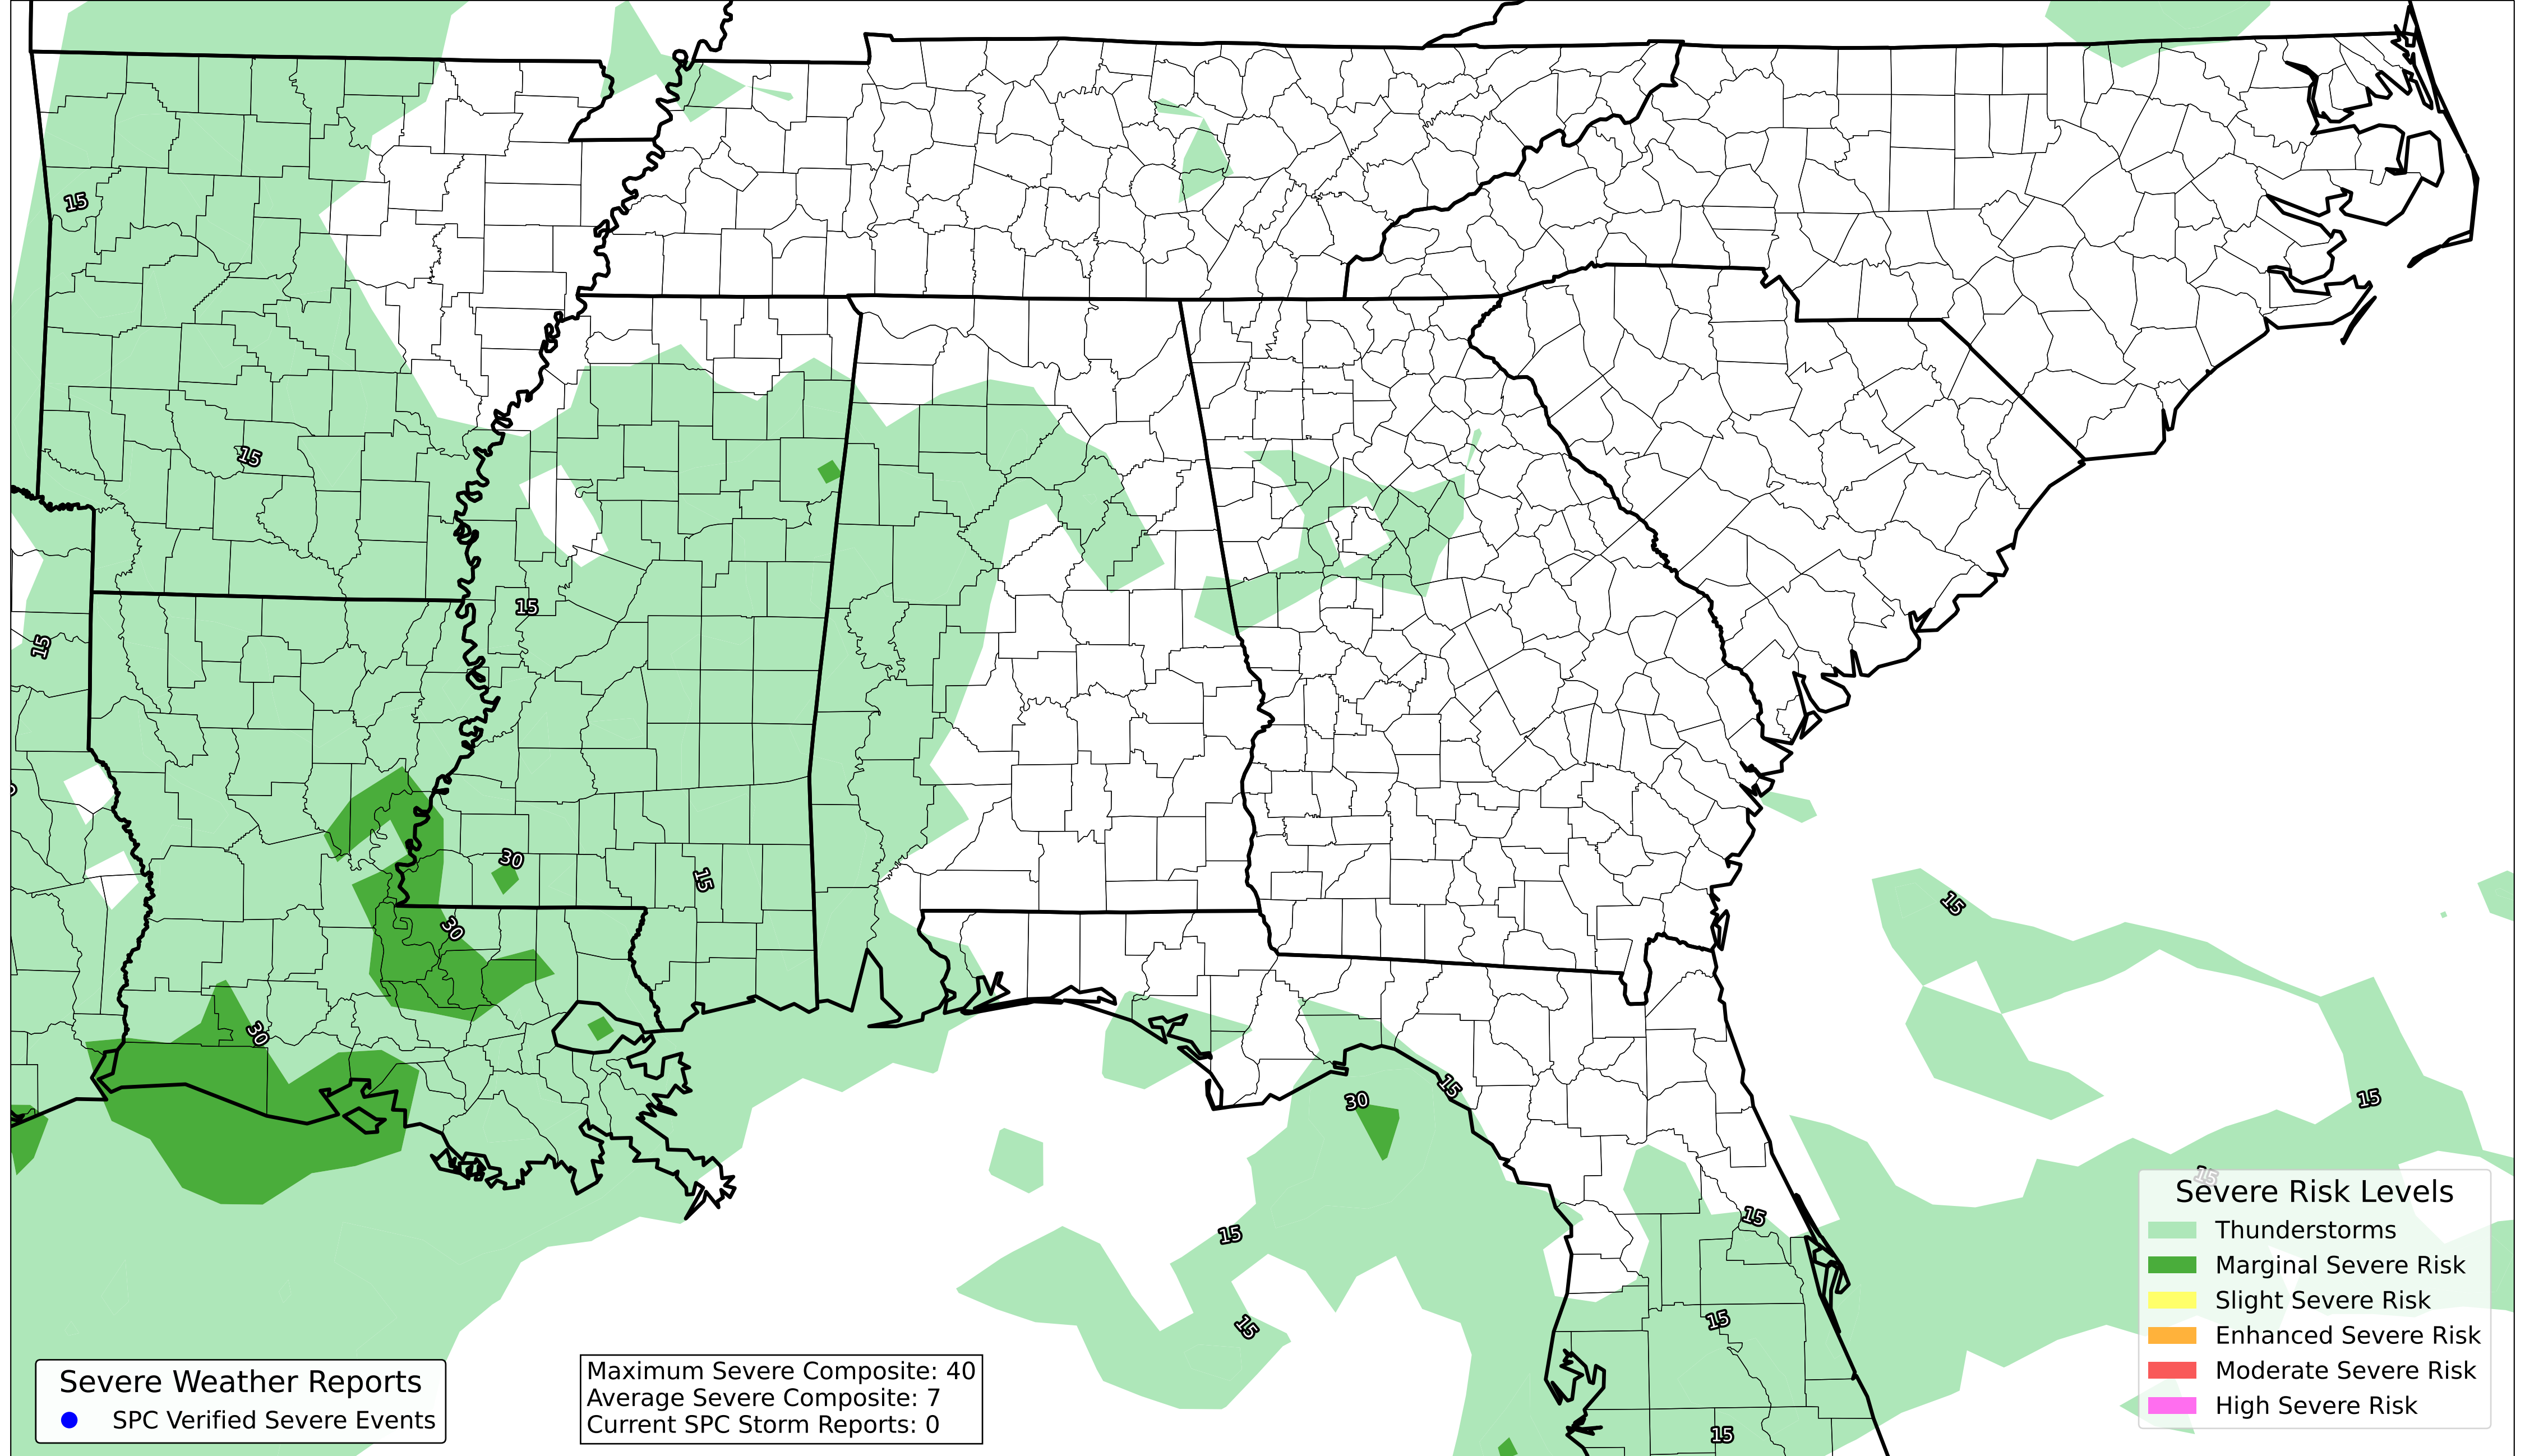 15
15
15
15
30
15
30
15
30
30
15
15
15
15
15
15
15
15
15
Severe Risk Levels
Thunderstorms
Marginal Severe Risk
Slight Severe Risk
Enhanced Severe Risk
Moderate Severe Risk
High Severe Risk
Severe Weather Reports
SPC Verified Severe Events
Maximum Severe Composite: 40
Average Severe Composite: 7
Current SPC Storm Reports: 0